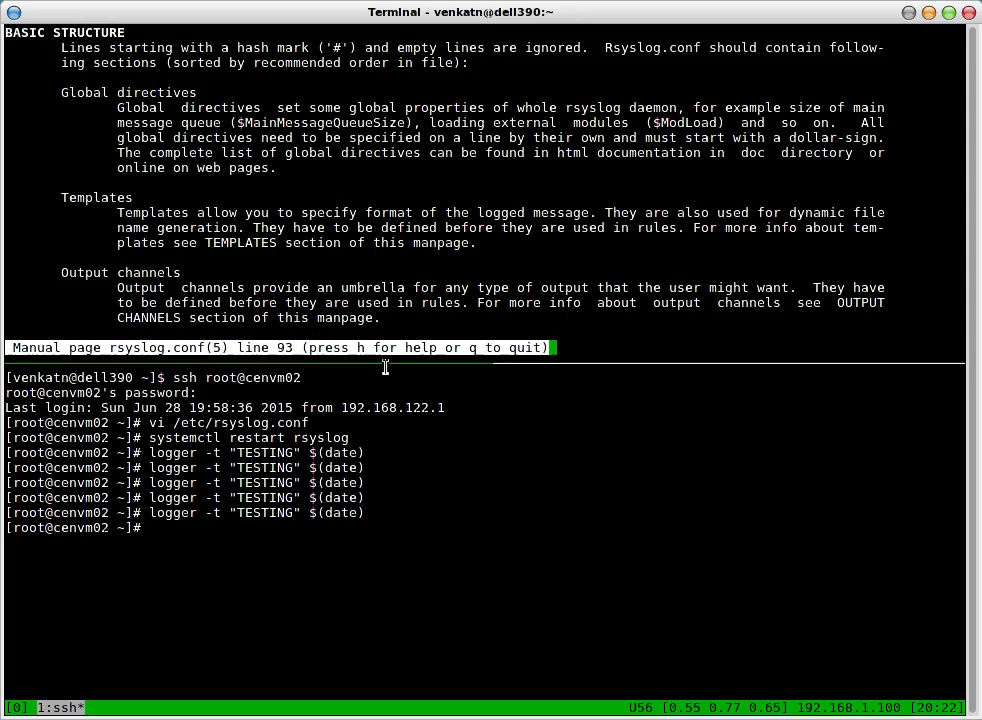 Terminal - venkatn@dell390:~
BASIC STRUCTURE
Lines starting with a hash mark ('#') and empty lines are ignored.  Rsyslog.conf should contain follow-
ing sections (sorted by recommended order in file):
Global directives
Global  directives  set some global properties of whole rsyslog daemon, for example size of main
message queue ($MainMessageQueueSize), loading external  modules  ($ModLoad)  and  so  on.   All
global directives need to be specified on a line by their own and must start with a dollar-sign.
The complete list of global directives can be found in html documentation in  doc  directory  or
online on web pages.
Templates
Templates allow you to specify format of the logged message. They are also used for dynamic file
name generation. They have to be defined before they are used in rules. For more info about tem-
plates see TEMPLATES section of this manpage.
Output channels
Output  channels provide an umbrella for any type of output that the user might want.  They have
to be defined before they are used in rules. For more info  about  output  channels  see  OUTPUT
CHANNELS section of this manpage.
Manual page rsyslog.conf(5) line 93 (press h for help or q to quit)
[venkatn@dell390 ~]$ ssh root@cenvm02
root@cenvm02's password:
Last login: Sun Jun 28 19:58:36 2015 from 192.168.122.1
[root@cenvm02 ~]# vi /etc/rsyslog.conf
[root@cenvm02 ~]# systemctl restart rsyslog
[root@cenvm02 ~]# logger -t "TESTING" $(date)
[root@cenvm02 ~]# logger -t "TESTING" $(date)
[root@cenvm02 ~]# logger -t "TESTING" $(date)
[root@cenvm02 ~]# logger -t "TESTING" $(date)
[root@cenvm02 ~]# logger -t "TESTING" $(date)
[root@cenvm02 ~]#
[0] 1:ssh* U56 [0.55 0.77 0.65] 192.168.1.100 [20:22]